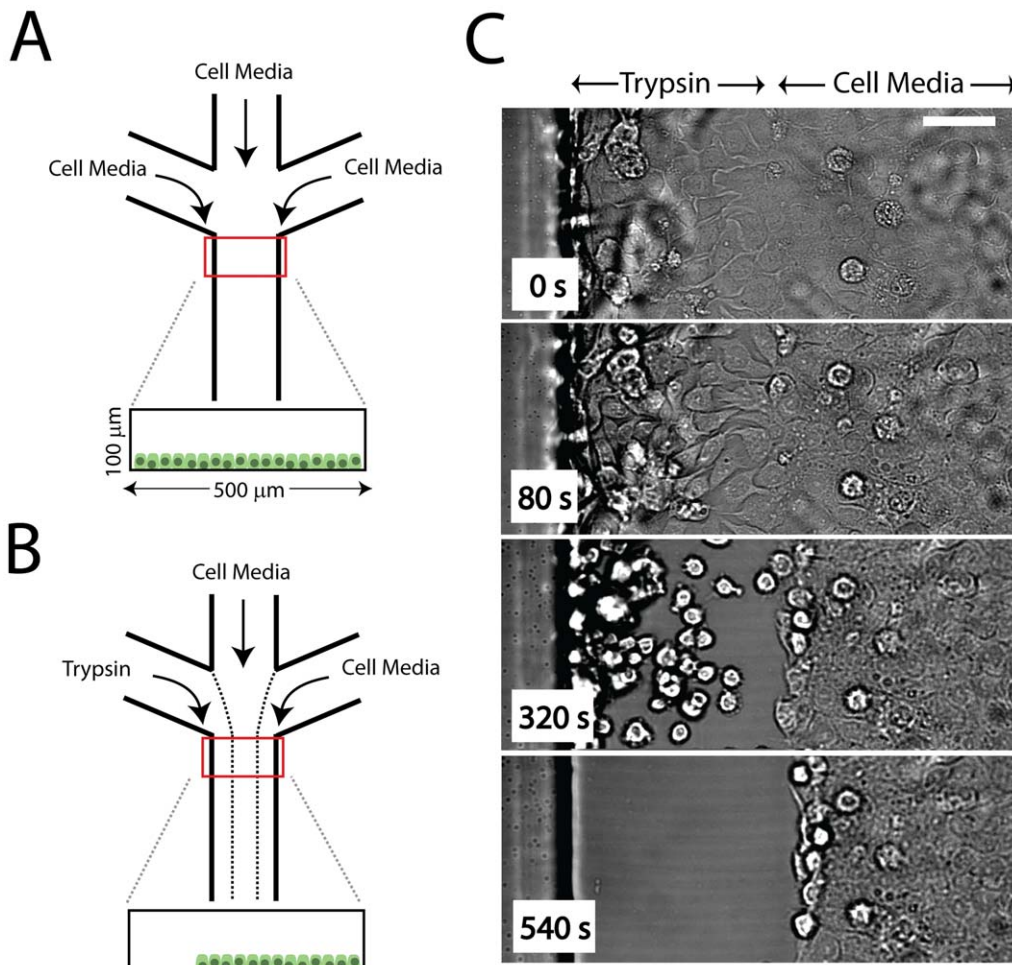 A
Cell Media
Cell Media
Cell Media
100 μm
500 μm
B
Cell Media
Trypsin
Cell Media
C
Trypsin
Cell Media
0 s
80 s
320 s
540 s